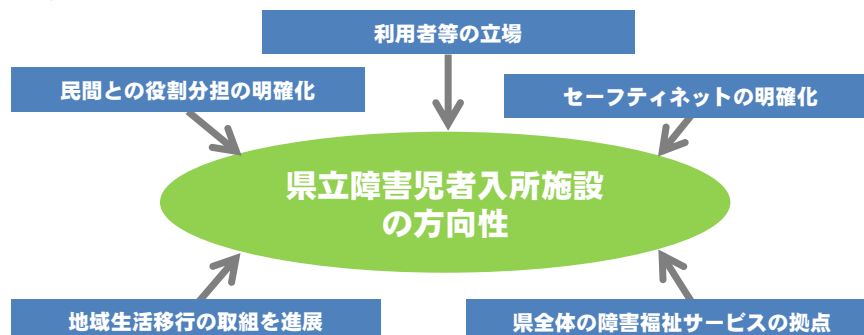 利用者等の立場
民間との役割分担の明確化
セーフティネットの明確化
県立障害児者入所施設
の方向性
地域生活移行の取組を進展
県全体の障害福祉サービスの拠点